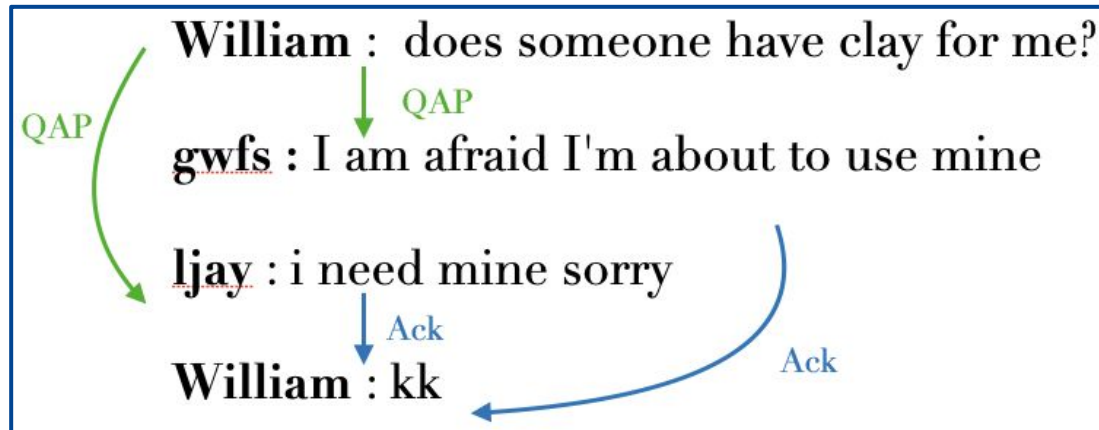 William : does someone have clay for me?
QAP
QAP
gwfs : I am afraid I'm about to use mine
ljay : i need mine sorry
Ack
Ack
William : kk